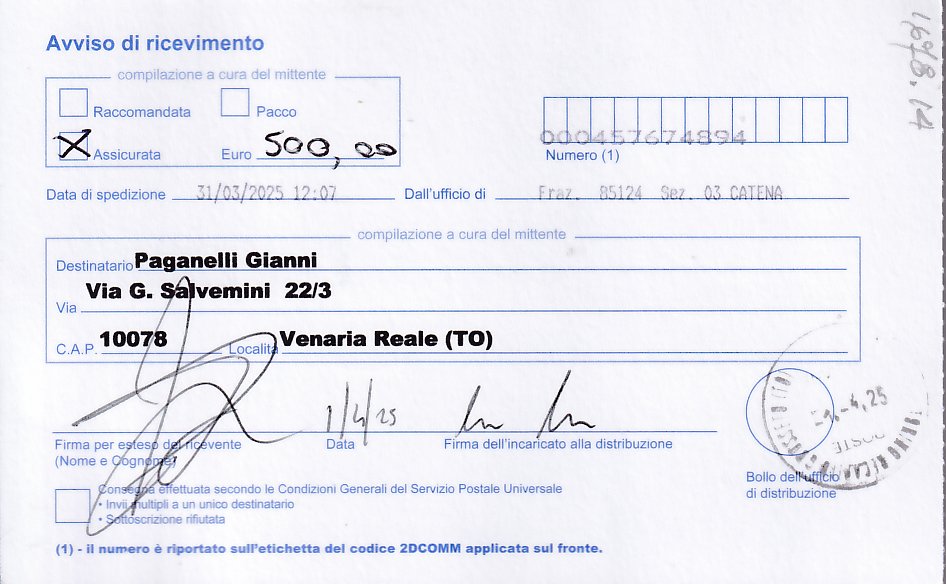 Avviso di ricevimento
compilazione a cura del mittente
Raccomandata Pacco
X Assicurata Euro 500,00
000457674894
Numero (1)
Data di spedizione 31/03/2025 12:07 Dall'ufficio di Fraz. 85124 Sez. 03 CATENA
compilazione a cura del mittente
Destinatario Paganelli Gianni
Via G. Salvemini 22/3
Via
C.A.P. 10078 Località Venaria Reale (TO)
1/4/25
Firma per esteso del ricevente Data Firma dell'incaricato alla distribuzione
(Nome e Cognome)
-4.25
POSTE
Bollo dell'ufficio
di distribuzione
Consegna effettuata secondo le Condizioni Generali del Servizio Postale Universale
• Invii multipli a un unico destinatario
• Sottoscrizione rifiutata
(1) - il numero è riportato sull'etichetta del codice 2DCOMM applicata sul fronte.